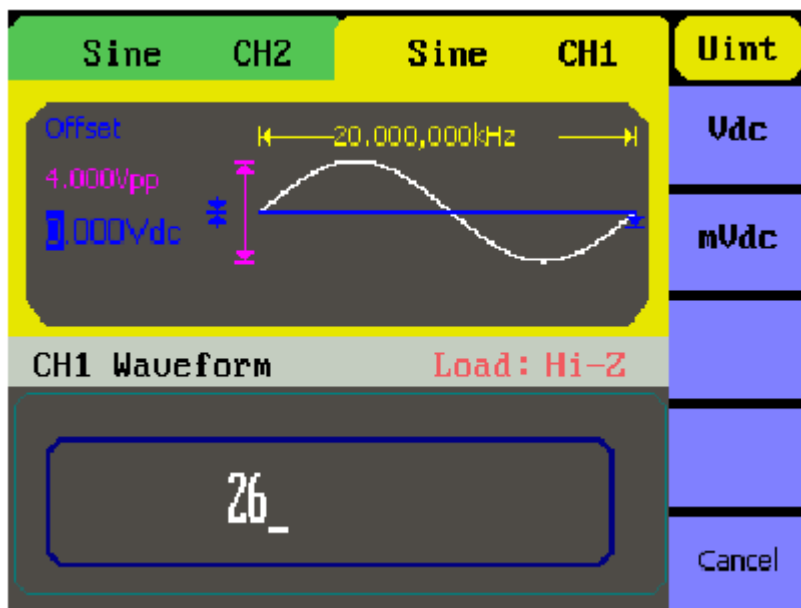 Sine CH2 Sine CH1 Uint
Offset
20.000,000kHz
4.000Vpp
0.000Vdc
Vdc
mVdc
CH1 Waveform Load: Hi-Z
26_
Cancel